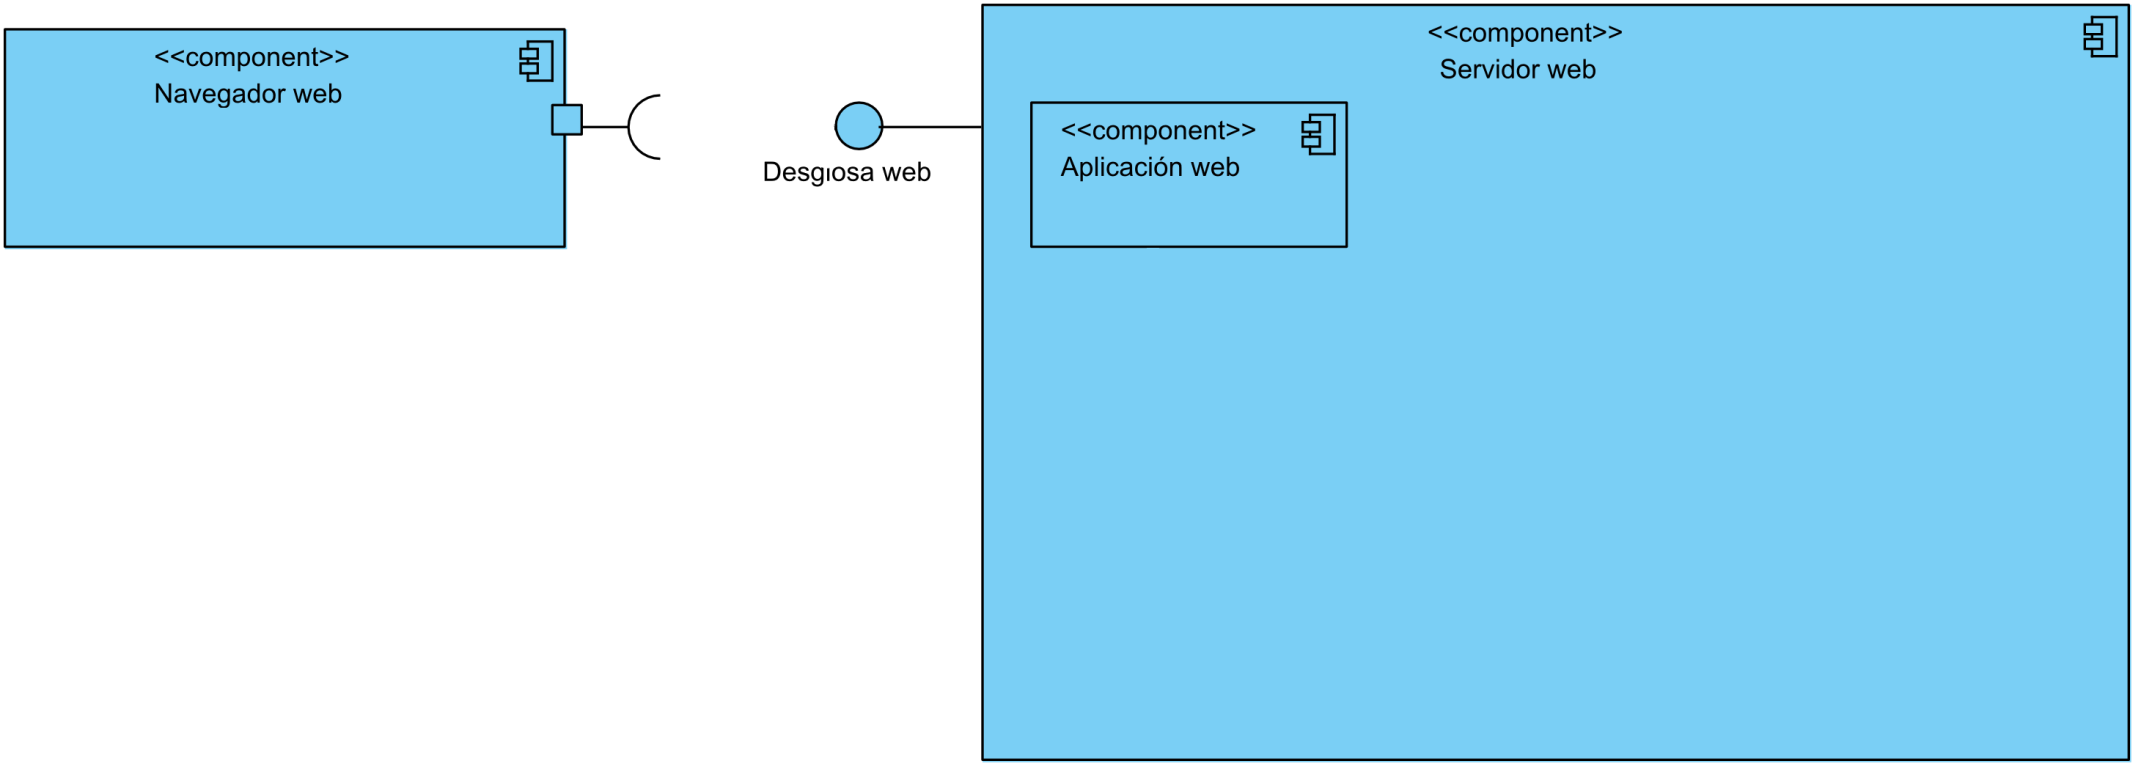 <<component>>
Navegador web
Desgıosa web
<<component>>
Servidor web
<<component>>
Aplicación web